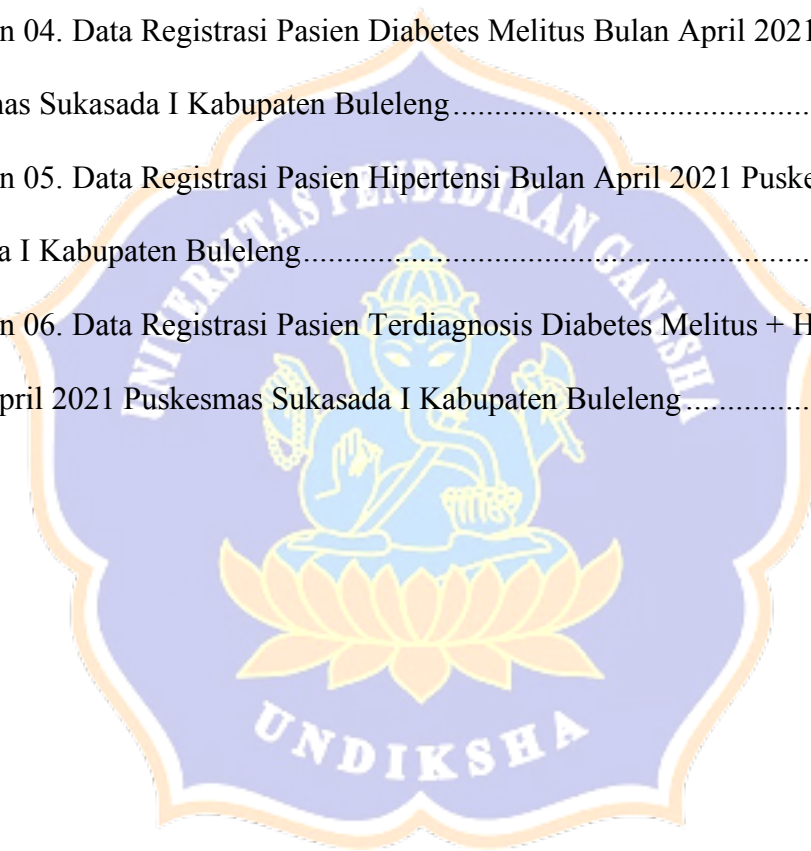 n 04. Data Registrasi Pasien Diabetes Melitus Bulan April 2021
nas Sukasada I Kabupaten Buleleng................................................
n 05. Data Registrasi Pasien Hipertensi Bulan April 2021 Puske
a I Kabupaten Buleleng..................................................................
n 06. Data Registrasi Pasien Terdiagnosis Diabetes Melitus + H
pril 2021 Puskesmas Sukasada I Kabupaten Buleleng.................
UNIVERSITAS PENDIDIKAN GANESHA
UNDIKSHA